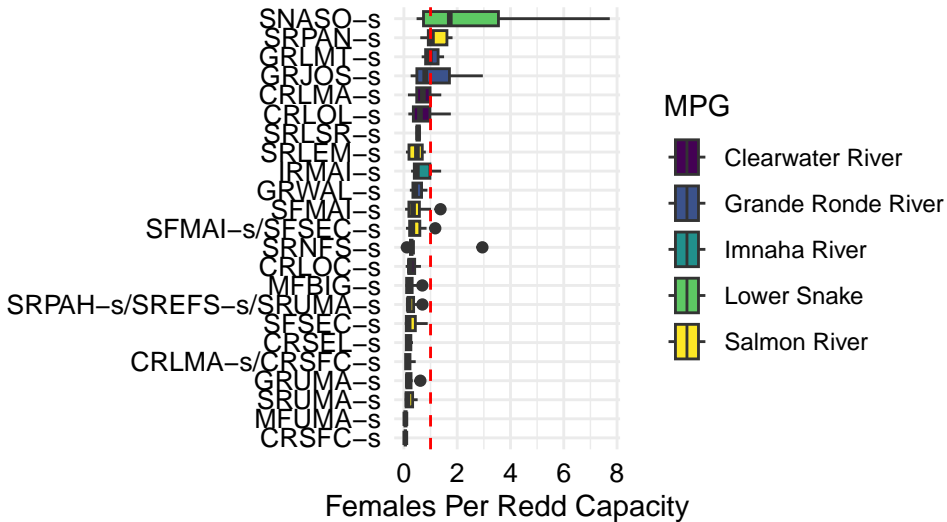 SNASO−s
SRPAN−s
GRLMT−s
GRJOS−s
CRLMA−s
CRLOL−s
SRLSR−s
SRLEM−s
IRMAI−s
GRWAL−s
SFMAI−s
SFMAI−s/SFSEC−s
SRNFS−s
CRLOC−s
MFBIG−s
SRPAH−s/SREFS−s/SRUMA−s
SFSEC−s
CRSEL−s
CRLMA−s/CRSFC−s
GRUMA−s
SRUMA−s
MFUMA−s
CRSFC−s
0 2 4 6 8
Females Per Redd Capacity
MPG
Clearwater River
Grande Ronde River
Imnaha River
Lower Snake
Salmon River